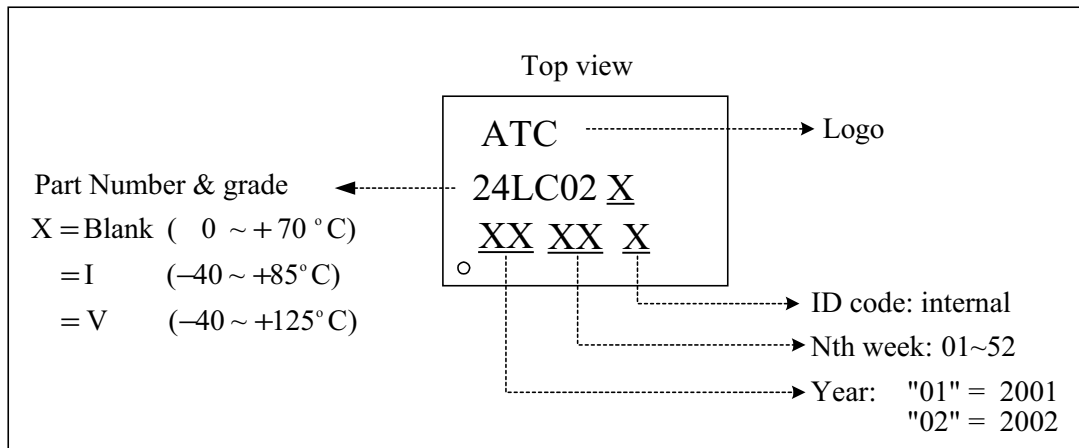 Top view
ATC
Logo
Part Number & grade
24LC02 X
X = Blank ( 0 ~ + 70 °C)
= I (−40 ~ +85°C)
= V (−40 ~ +125°C)
XX XX X
ID code: internal
Nth week: 01~52
Year: "01" = 2001
"02" = 2002